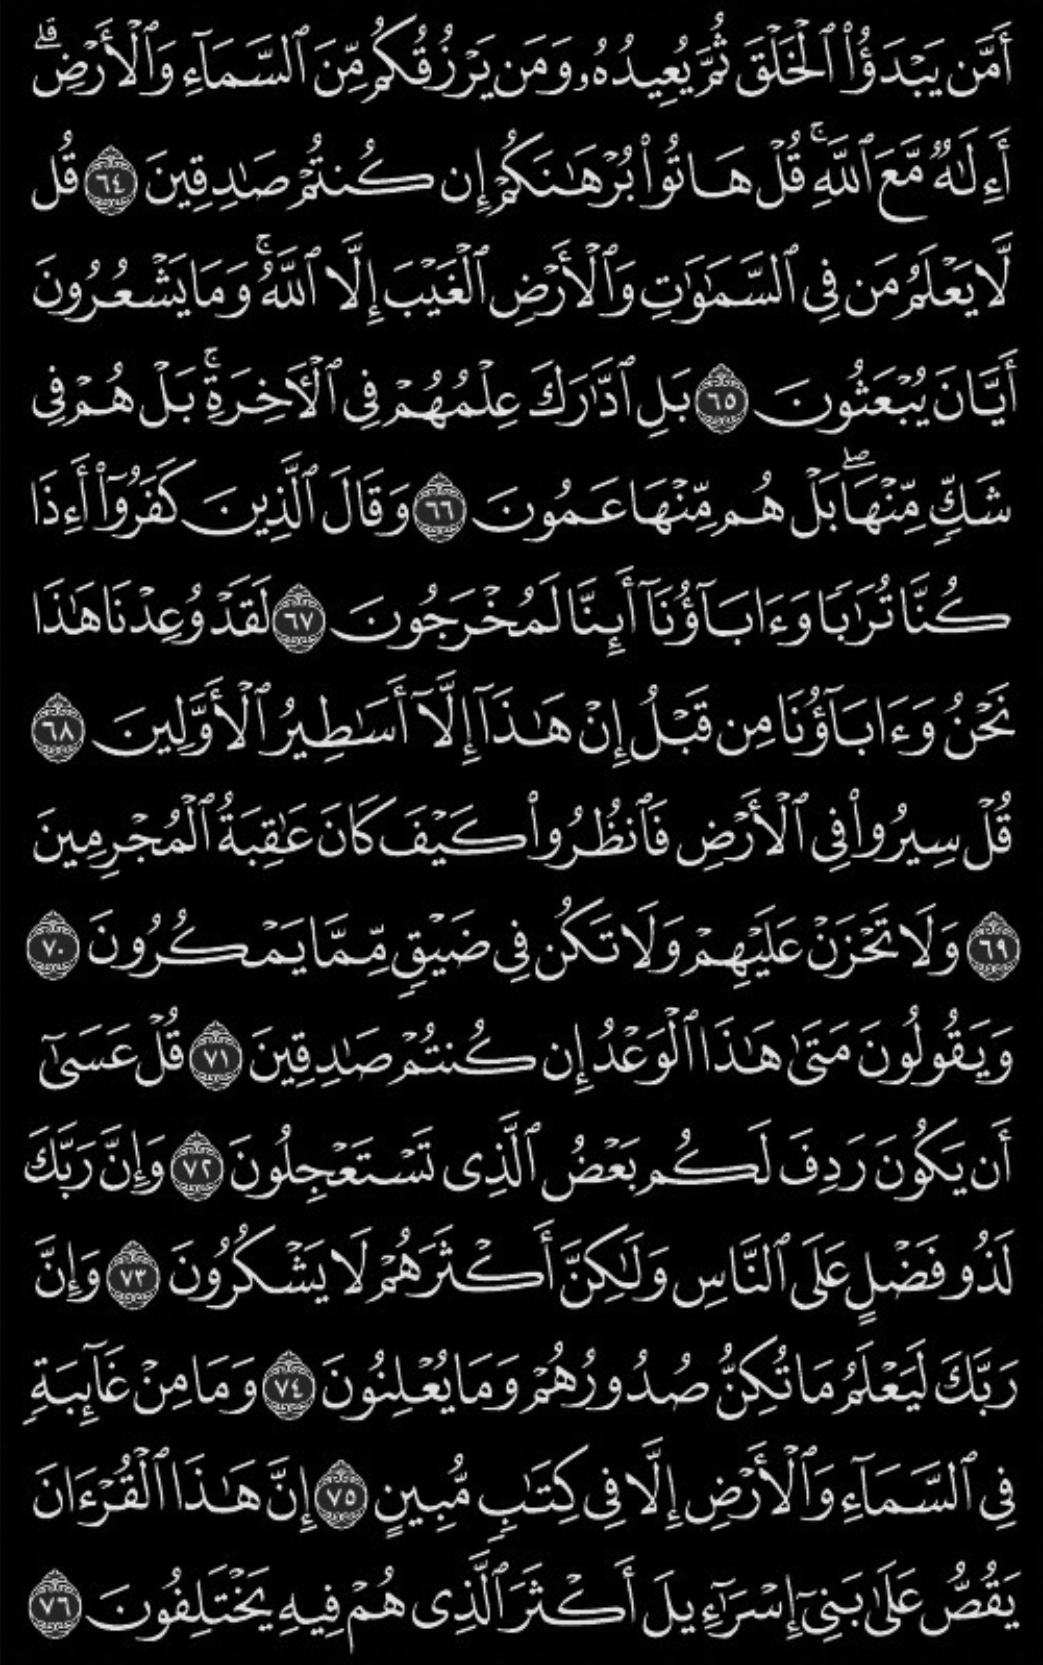 أَمَّن يَبْدَؤُا۟ ٱلْخَلْقَ ثُمَّ يُعِيدُهُۥ وَمَن يَرْزُقُكُم مِّنَ ٱلسَّمَآءِ وَٱلْأَرْضِ ۗ
أَءِلَٰهٌ مَّعَ ٱللَّهِ ۚ قُلْ هَاتُوا۟ بُرْهَٰنَكُمْ إِن كُنتُمْ صَٰدِقِينَ ٦٤ قُل
لَّا يَعْلَمُ مَن فِى ٱلسَّمَٰوَٰتِ وَٱلْأَرْضِ ٱلْغَيْبَ إِلَّا ٱللَّهُ ۚ وَمَا يَشْعُرُونَ
أَيَّانَ يُبْعَثُونَ ٦٥ بَلِ ٱدَّٰرَكَ عِلْمُهُمْ فِى ٱلْءَاخِرَةِ ۚ بَلْ هُمْ فِى
شَكٍّ مِّنْهَا ۖ بَلْ هُم مِّنْهَا عَمُونَ ٦٦ وَقَالَ ٱلَّذِينَ كَفَرُوٓا۟ أَءِذَا
كُنَّا تُرَٰبًا وَءَابَآؤُنَآ أَئِنَّا لَمُخْرَجُونَ ٦٧ لَقَدْ وُعِدْنَا هَٰذَا
نَحْنُ وَءَابَآؤُنَا مِن قَبْلُ إِنْ هَٰذَآ إِلَّآ أَسَٰطِيرُ ٱلْأَوَّلِينَ ٦٨
قُلْ سِيرُوا۟ فِى ٱلْأَرْضِ فَٱنظُرُوا۟ كَيْفَ كَانَ عَٰقِبَةُ ٱلْمُجْرِمِينَ
٦٩ وَلَا تَحْزَنْ عَلَيْهِمْ وَلَا تَكُن فِى ضَيْقٍ مِّمَّا يَمْكُرُونَ ٧٠
وَيَقُولُونَ مَتَىٰ هَٰذَا ٱلْوَعْدُ إِن كُنتُمْ صَٰدِقِينَ ٧١ قُلْ عَسَىٰٓ
أَن يَكُونَ رَدِفَ لَكُم بَعْضُ ٱلَّذِى تَسْتَعْجِلُونَ ٧٢ وَإِنَّ رَبَّكَ
لَذُو فَضْلٍ عَلَى ٱلنَّاسِ وَلَٰكِنَّ أَكْثَرَهُمْ لَا يَشْكُرُونَ ٧٣ وَإِنَّ
رَبَّكَ لَيَعْلَمُ مَا تُكِنُّ صُدُورُهُمْ وَمَا يُعْلِنُونَ ٧٤ وَمَا مِنْ غَآئِبَةٍ
فِى ٱلسَّمَآءِ وَٱلْأَرْضِ إِلَّا فِى كِتَٰبٍ مُّبِينٍ ٧٥ إِنَّ هَٰذَا ٱلْقُرْءَانَ
يَقُصُّ عَلَىٰ بَنِىٓ إِسْرَٰٓءِيلَ أَكْثَرَ ٱلَّذِى هُمْ فِيهِ يَخْتَلِفُونَ ٧٦